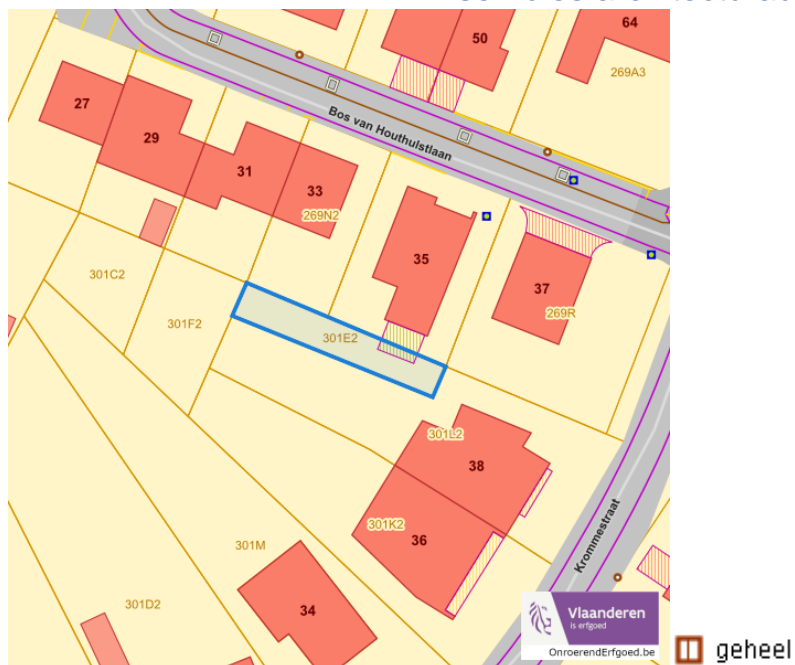 50
64
269A3
27
29
Bos van Houthulstlaan
31
33
269N2
35
301C2
37
269R
301F2
301E2
301L2
38
301K2
36
Krommestraat
301M
301D2
34
Vlaanderen
is erfgoed
OnroerendErfgoed.be
geheel